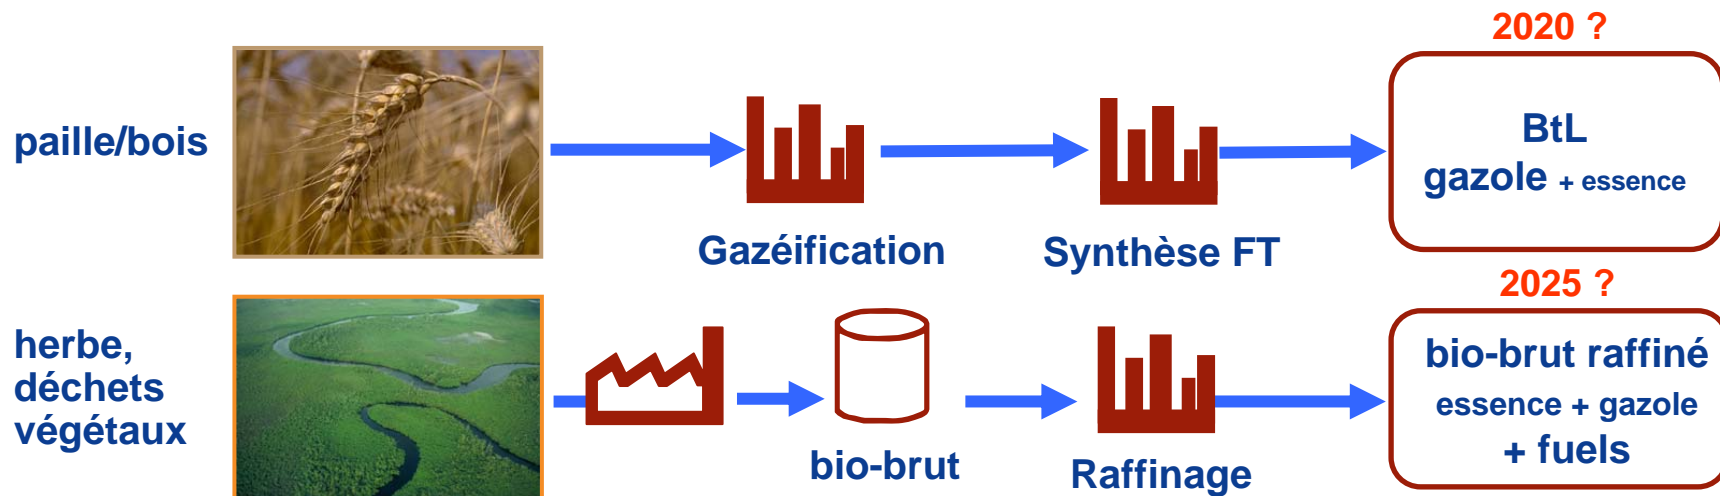 2020 ?
paille/bois
BtL
gazole + essence
Gazéification
Synthèse FT
2025 ?
herbe,
déchets
végétaux
bio-brut raffiné
essence + gazole
+ fuels
bio-brut
Raffinage